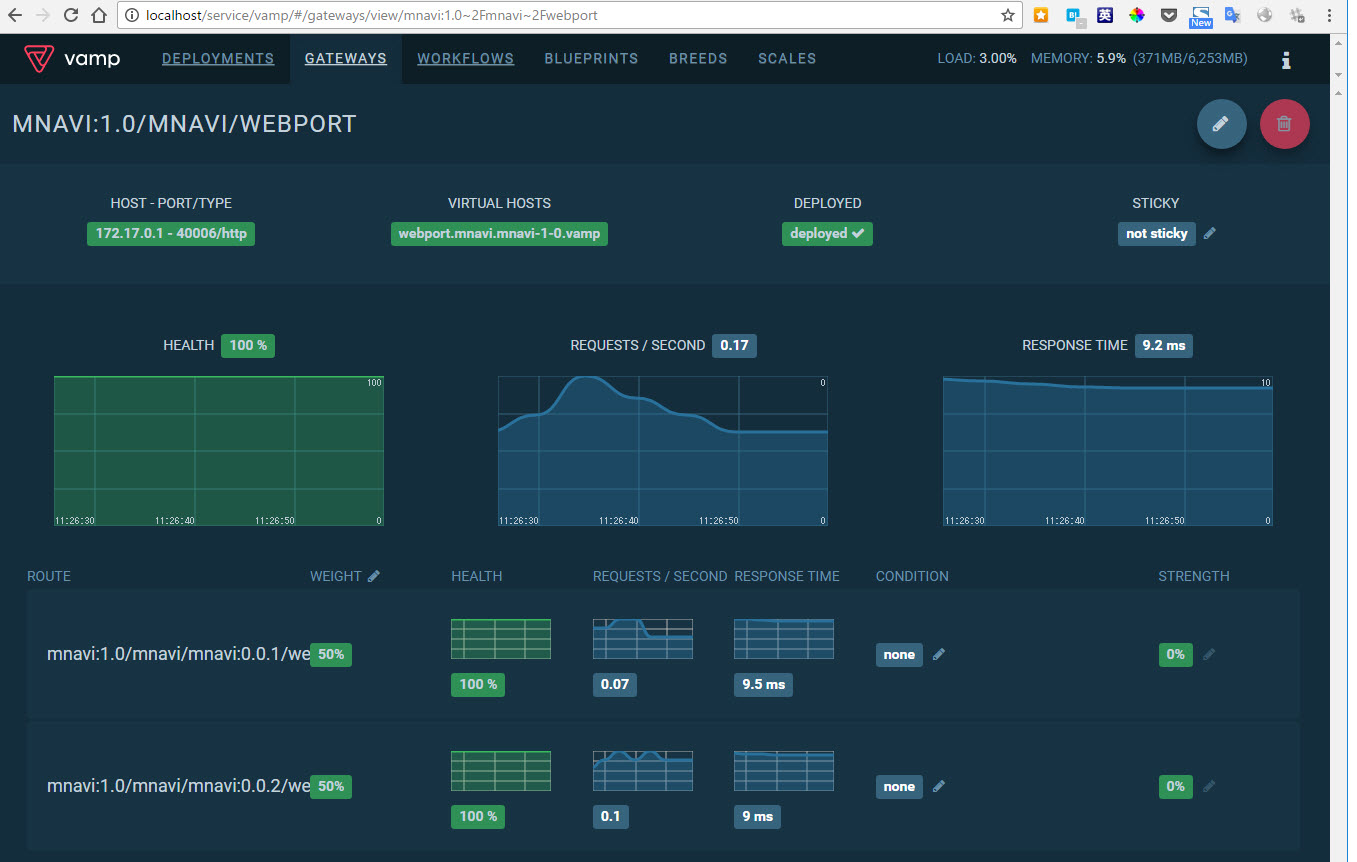 localhost/service/vamp/#/gateways/view/mnavi:1.0~2Fmnavi~2Fwebport
B! 英 New
vamp DEPLOYMENTS GATEWAYS WORKFLOWS BLUEPRINTS BREEDS SCALES LOAD: 3.00% MEMORY: 5.9% (371MB/6,253MB)
MNAVI:1.0/MNAVI/WEBPORT
HOST - PORT/TYPE VIRTUAL HOSTS DEPLOYED STICKY
172.17.0.1 - 40006/http webport.mnavi.mnavi-1-0.vamp deployed not sticky
HEALTH 100 % REQUESTS / SECOND 0.17 RESPONSE TIME 9.2 ms
100 0 10
11:26:30 11:26:40 11:26:50 0 11:26:30 11:26:40 11:26:50 0 11:26:30 11:26:40 11:26:50 0
ROUTE WEIGHT HEALTH REQUESTS / SECOND RESPONSE TIME CONDITION STRENGTH
mnavi:1.0/mnavi/mnavi:0.0.1/we 50% none 0%
100 % 0.07 9.5 ms
mnavi:1.0/mnavi/mnavi:0.0.2/we 50% none 0%
100 % 0.1 9 ms